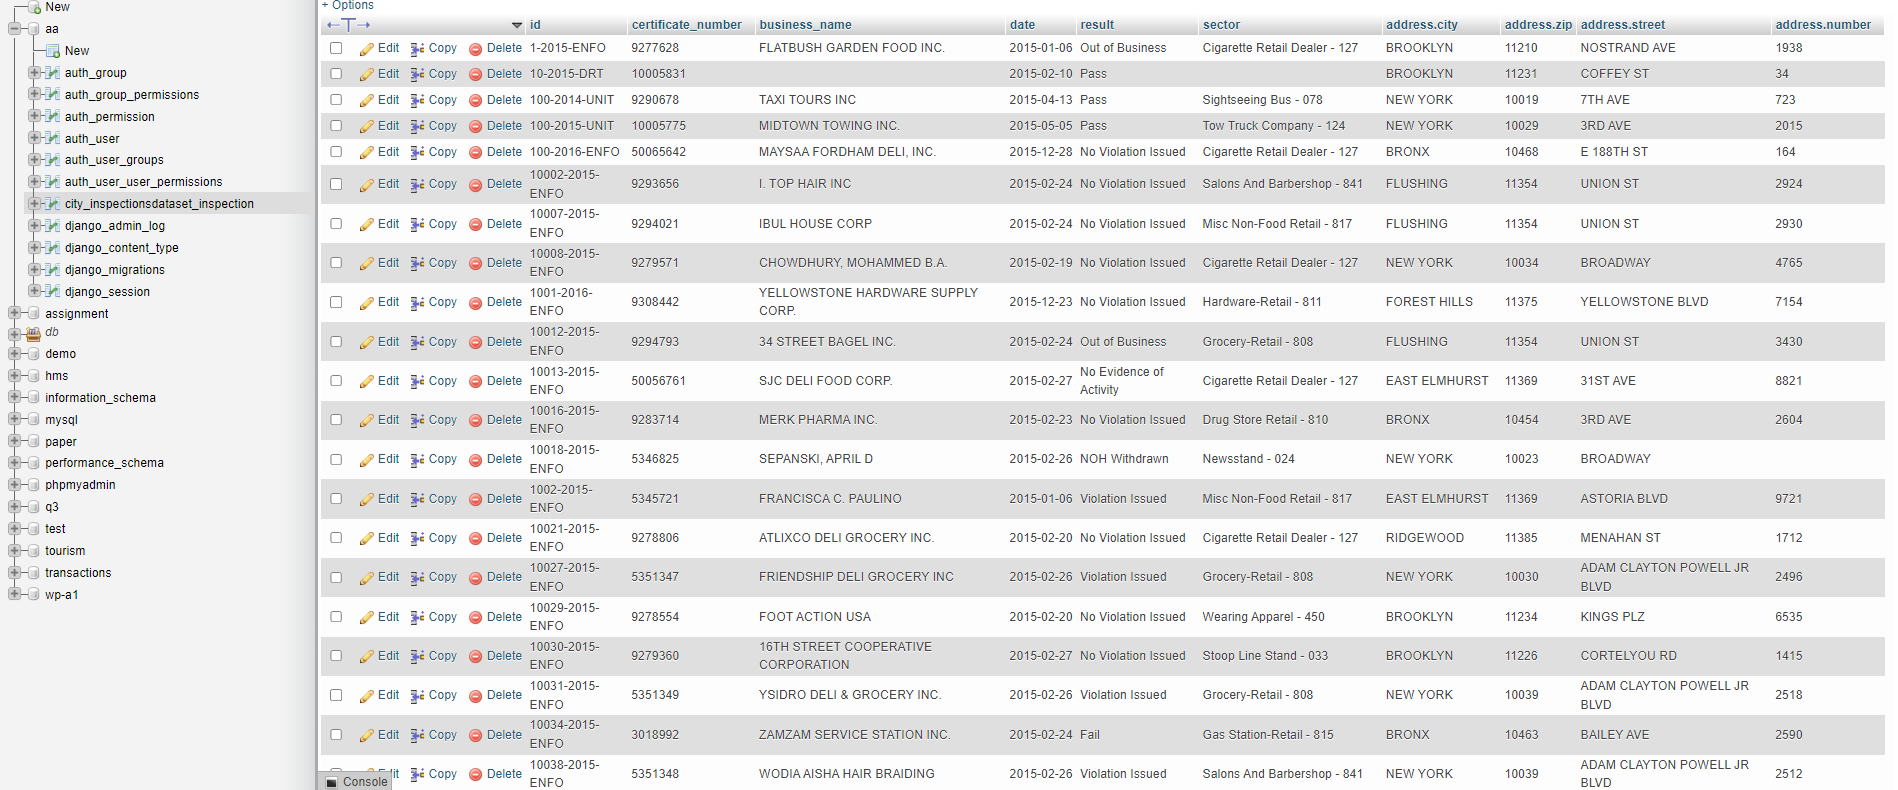 New
aa
New
auth_group
auth_group_permissions
auth_permission
auth_user
auth_user_groups
auth_user_user_permissions
city_inspectionsdataset_inspection
django_admin_log
django_content_type
django_migrations
django_session
assignment
db
demo
hms
information_schema
mysql
paper
performance_schema
phpmyadmin
q3
test
tourism
transactions
wp-a1
+ Options
id certificate_number business_name date result sector address.city address.zip address.street address.number
Edit Copy Delete 1-2015-ENFO 9277628 FLATBUSH GARDEN FOOD INC. 2015-01-06 Out of Business Cigarette Retail Dealer - 127 BROOKLYN 11210 NOSTRAND AVE 1938
Edit Copy Delete 10-2015-DRT 10005831 2015-02-10 Pass BROOKLYN 11231 COFFEY ST 34
Edit Copy Delete 100-2014-UNIT 9290678 TAXI TOURS INC 2015-04-13 Pass Sightseeing Bus - 078 NEW YORK 10019 7TH AVE 723
Edit Copy Delete 100-2015-UNIT 10005775 MIDTOWN TOWING INC. 2015-05-05 Pass Tow Truck Company - 124 NEW YORK 10029 3RD AVE 2015
Edit Copy Delete 100-2016-ENFO 50065642 MAYSAA FORDHAM DELI, INC. 2015-12-28 No Violation Issued Cigarette Retail Dealer - 127 BRONX 10468 E 188TH ST 164
10002-2015-
Edit Copy Delete 9293656 I. TOP HAIR INC 2015-02-24 No Violation Issued Salons And Barbershop - 841 FLUSHING 11354 UNION ST 2924
ENFO
10007-2015-
Edit Copy Delete 9294021 IBUL HOUSE CORP 2015-02-24 No Violation Issued Misc Non-Food Retail - 817 FLUSHING 11354 UNION ST 2930
ENFO
10008-2015-
Edit Copy Delete 9279571 CHOWDHURY, MOHAMMED B.A. 2015-02-19 No Violation Issued Cigarette Retail Dealer - 127 NEW YORK 10034 BROADWAY 4765
ENFO
1001-2016- YELLOWSTONE HARDWARE SUPPLY
Edit Copy Delete 9308442 2015-12-23 No Violation Issued Hardware-Retail - 811 FOREST HILLS 11375 YELLOWSTONE BLVD 7154
ENFO CORP.
10012-2015-
Edit Copy Delete 9294793 34 STREET BAGEL INC. 2015-02-24 Out of Business Grocery-Retail - 808 FLUSHING 11354 UNION ST 3430
ENFO
10013-2015- No Evidence of
Edit Copy Delete 50056761 SJC DELI FOOD CORP. 2015-02-27 Cigarette Retail Dealer - 127 EAST ELMHURST 11369 31ST AVE 8821
ENFO Activity
10016-2015-
Edit Copy Delete 9283714 MERK PHARMA INC. 2015-02-23 No Violation Issued Drug Store Retail - 810 BRONX 10454 3RD AVE 2604
ENFO
10018-2015-
Edit Copy Delete 5346825 SEPANSKI, APRIL D 2015-02-26 NOH Withdrawn Newsstand - 024 NEW YORK 10023 BROADWAY
ENFO
1002-2015-
Edit Copy Delete 5345721 FRANCISCA C. PAULINO 2015-01-06 Violation Issued Misc Non-Food Retail - 817 EAST ELMHURST 11369 ASTORIA BLVD 9721
ENFO
10021-2015-
Edit Copy Delete 9278806 ATLIXCO DELI GROCERY INC. 2015-02-20 No Violation Issued Cigarette Retail Dealer - 127 RIDGEWOOD 11385 MENAHAN ST 1712
ENFO
10027-2015- ADAM CLAYTON POWELL JR
Edit Copy Delete 5351347 FRIENDSHIP DELI GROCERY INC 2015-02-26 Violation Issued Grocery-Retail - 808 NEW YORK 10030 2496
ENFO BLVD
10029-2015-
Edit Copy Delete 9278554 FOOT ACTION USA 2015-02-20 No Violation Issued Wearing Apparel - 450 BROOKLYN 11234 KINGS PLZ 6535
ENFO
10030-2015- 16TH STREET COOPERATIVE
Edit Copy Delete 9279360 2015-02-27 No Violation Issued Stoop Line Stand - 033 BROOKLYN 11226 CORTELYOU RD 1415
ENFO CORPORATION
10031-2015- ADAM CLAYTON POWELL JR
Edit Copy Delete 5351349 YSIDRO DELI & GROCERY INC. 2015-02-26 Violation Issued Grocery-Retail - 808 NEW YORK 10039 2518
ENFO BLVD
10034-2015-
Edit Copy Delete 3018992 ZAMZAM SERVICE STATION INC. 2015-02-24 Fail Gas Station-Retail - 815 BRONX 10463 BAILEY AVE 2590
ENFO
10038-2015- ADAM CLAYTON POWELL JR
Edit Copy Delete 5351348 WODIA AISHA HAIR BRAIDING 2015-02-26 Violation Issued Salons And Barbershop - 841 NEW YORK 10039 2512
ENFO BLVD
Console